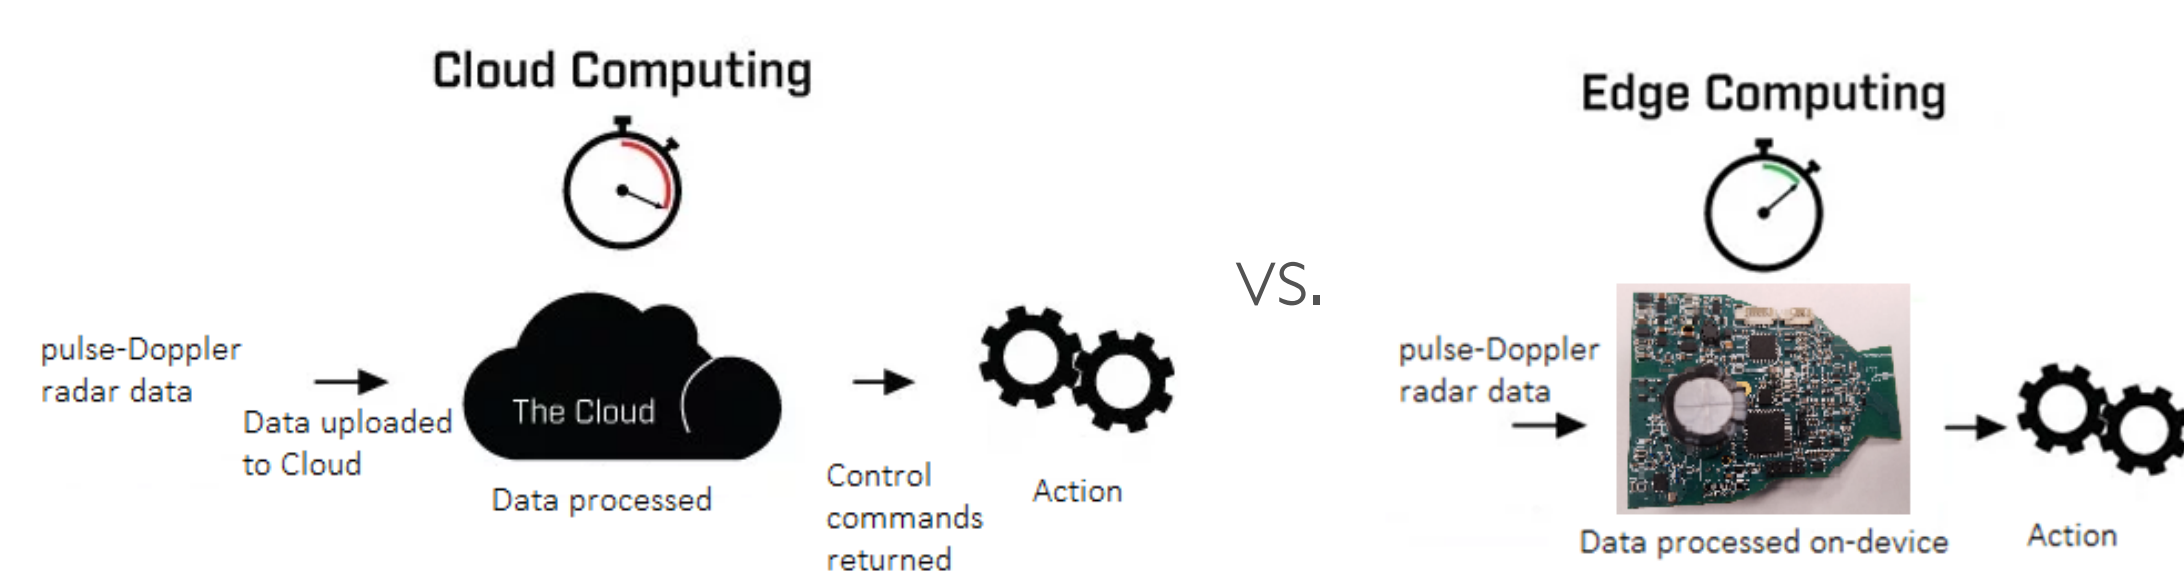 Cloud Computing
pulse-Doppler
radar data
Data uploaded
to Cloud
The Cloud
Data processed
Control
commands
returned
Action
VS.
Edge Computing
pulse-Doppler
radar data
Data processed on-device
Action